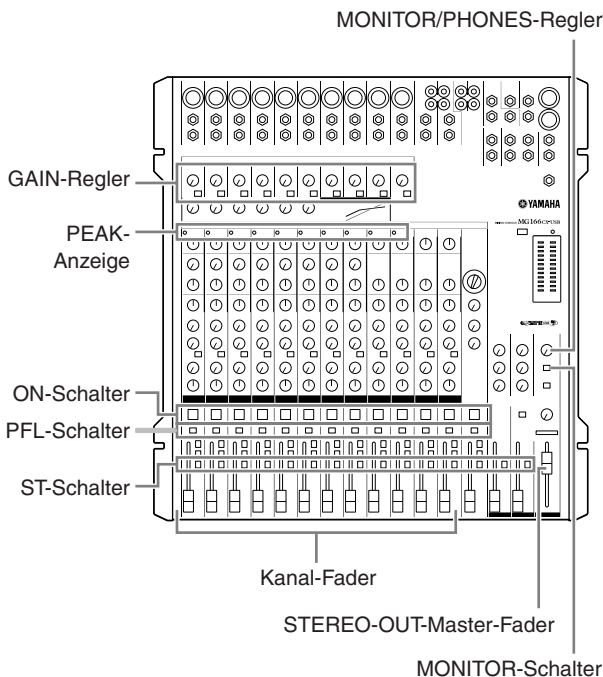 MONITOR/PHONES-Regler
GAIN-Regler
YAMAHA
MG166CX-USB
PEAK-
Anzeige
ON-Schalter
PFL-Schalter
ST-Schalter
Kanal-Fader
STEREO-OUT-Master-Fader
MONITOR-Schalter